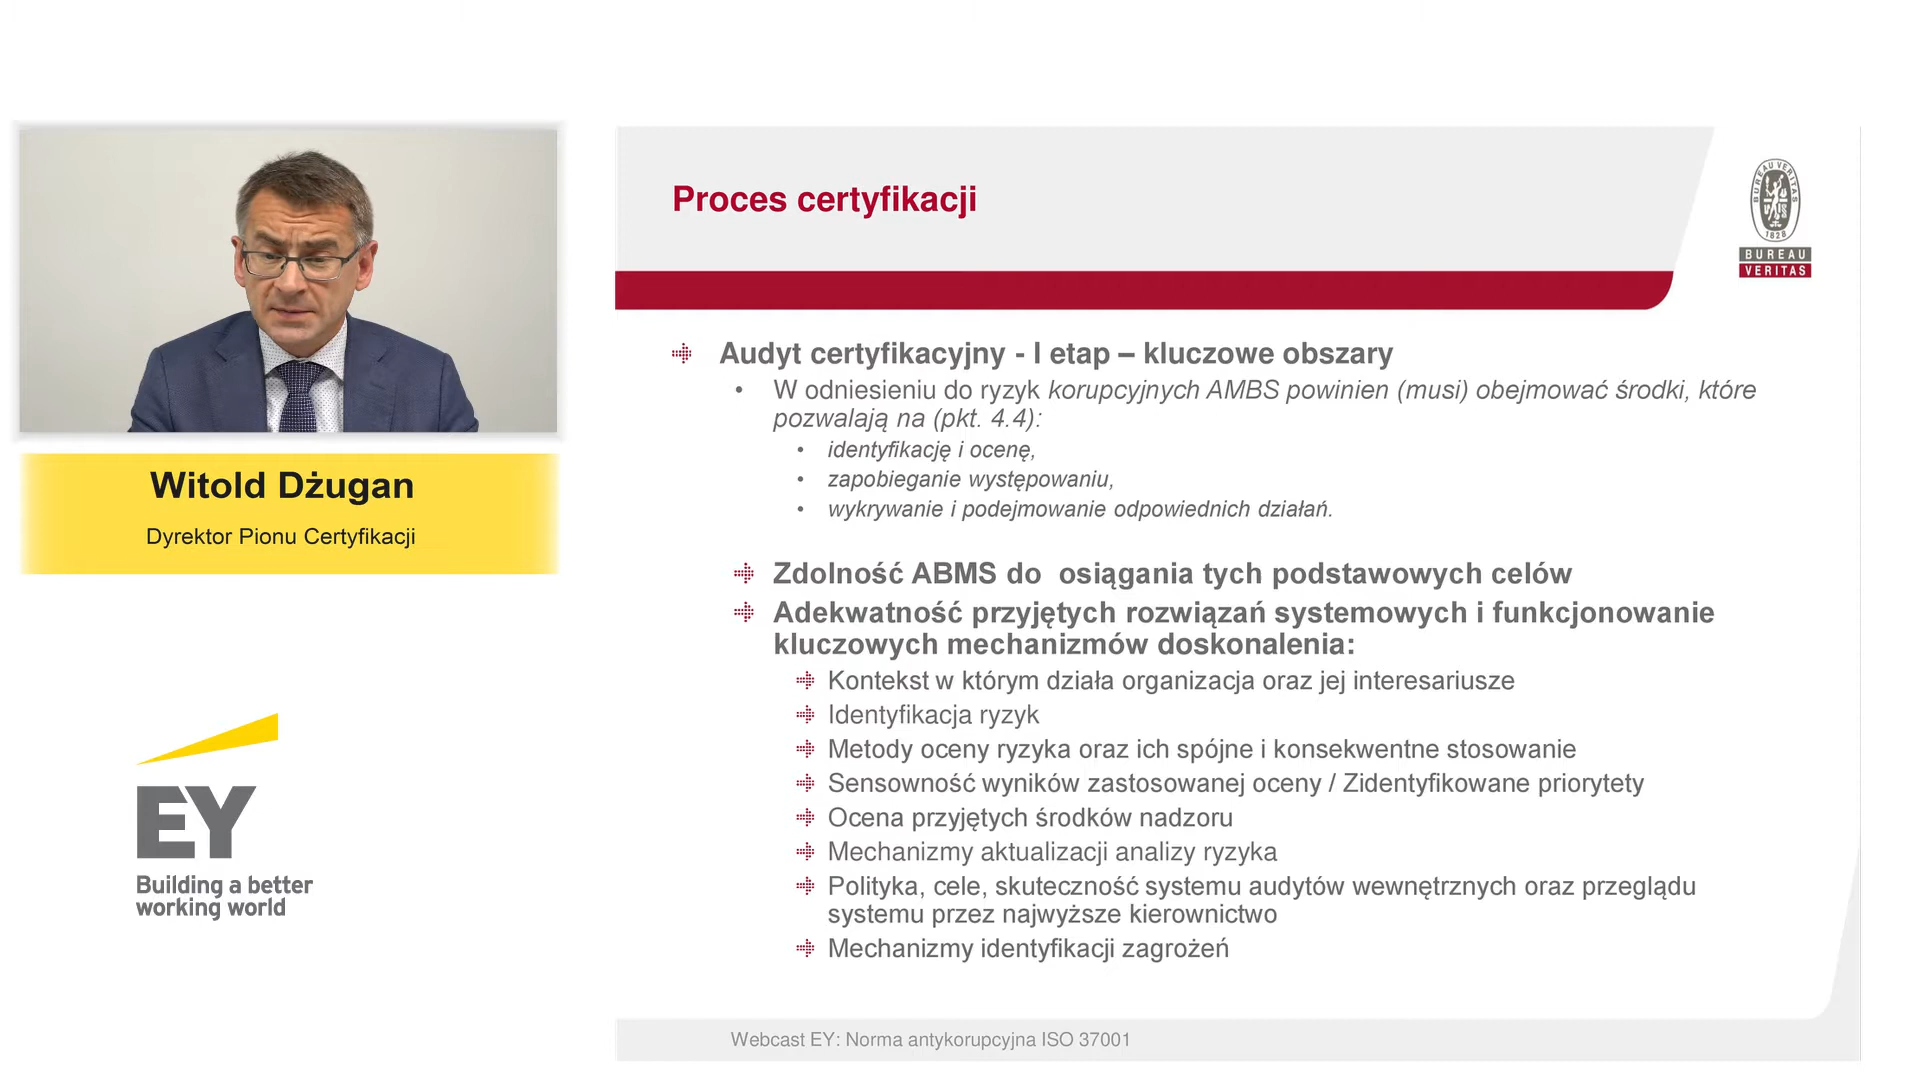 Witold Dżugan
Dyrektor Pionu Certyfikacji
EY
Building a better
working world
Proces certyfikacji
BUREAU VERITAS
1828
BUREAU
VERITAS
Audyt certyfikacyjny - I etap – kluczowe obszary
• W odniesieniu do ryzyk korupcyjnych AMBS powinien (musi) obejmować środki, które
pozwalają na (pkt. 4.4):
• identyfikację i ocenę,
• zapobieganie występowaniu,
• wykrywanie i podejmowanie odpowiednich działań.
Zdolność ABMS do osiągania tych podstawowych celów
Adekwatność przyjętych rozwiązań systemowych i funkcjonowanie
kluczowych mechanizmów doskonalenia:
Kontekst w którym działa organizacja oraz jej interesariusze
Identyfikacja ryzyk
Metody oceny ryzyka oraz ich spójne i konsekwentne stosowanie
Sensowność wyników zastosowanej oceny / Zidentyfikowane priorytety
Ocena przyjętych środków nadzoru
Mechanizmy aktualizacji analizy ryzyka
Polityka, cele, skuteczność systemu audytów wewnętrznych oraz przeglądu
systemu przez najwyższe kierownictwo
Mechanizmy identyfikacji zagrożeń
Webcast EY: Norma antykorupcyjna ISO 37001